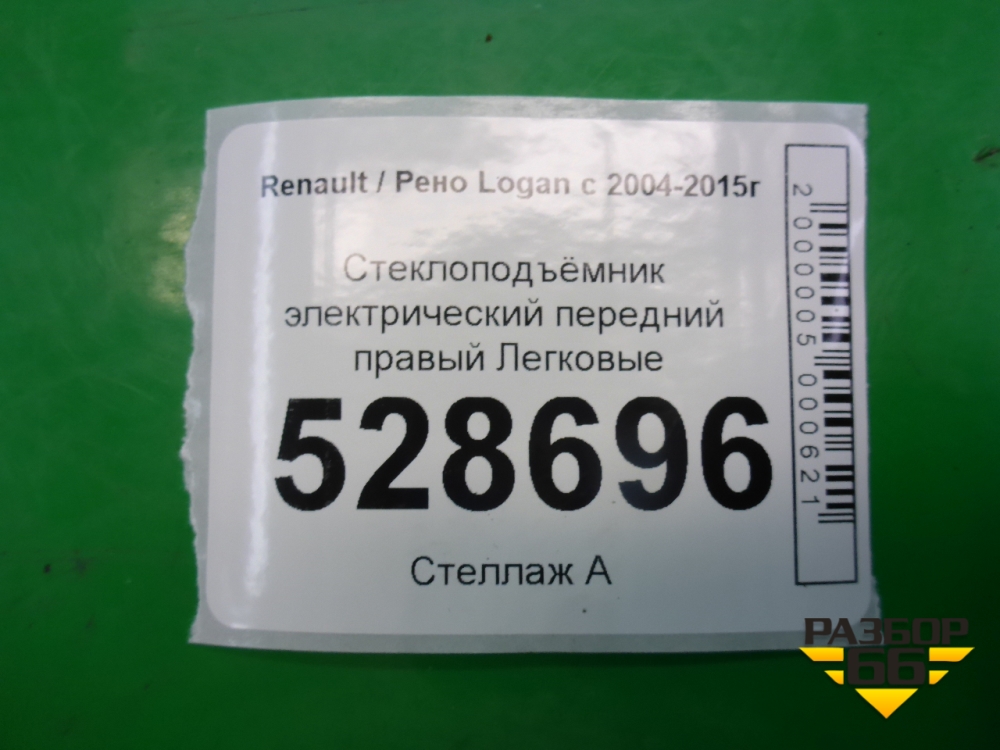 Renault / Рено Logan с 2004-2015г
Стеклоподъёмник
электрический передний
правый Легковые
528696
Стеллаж А
2000005000621
РАЗБОР
66